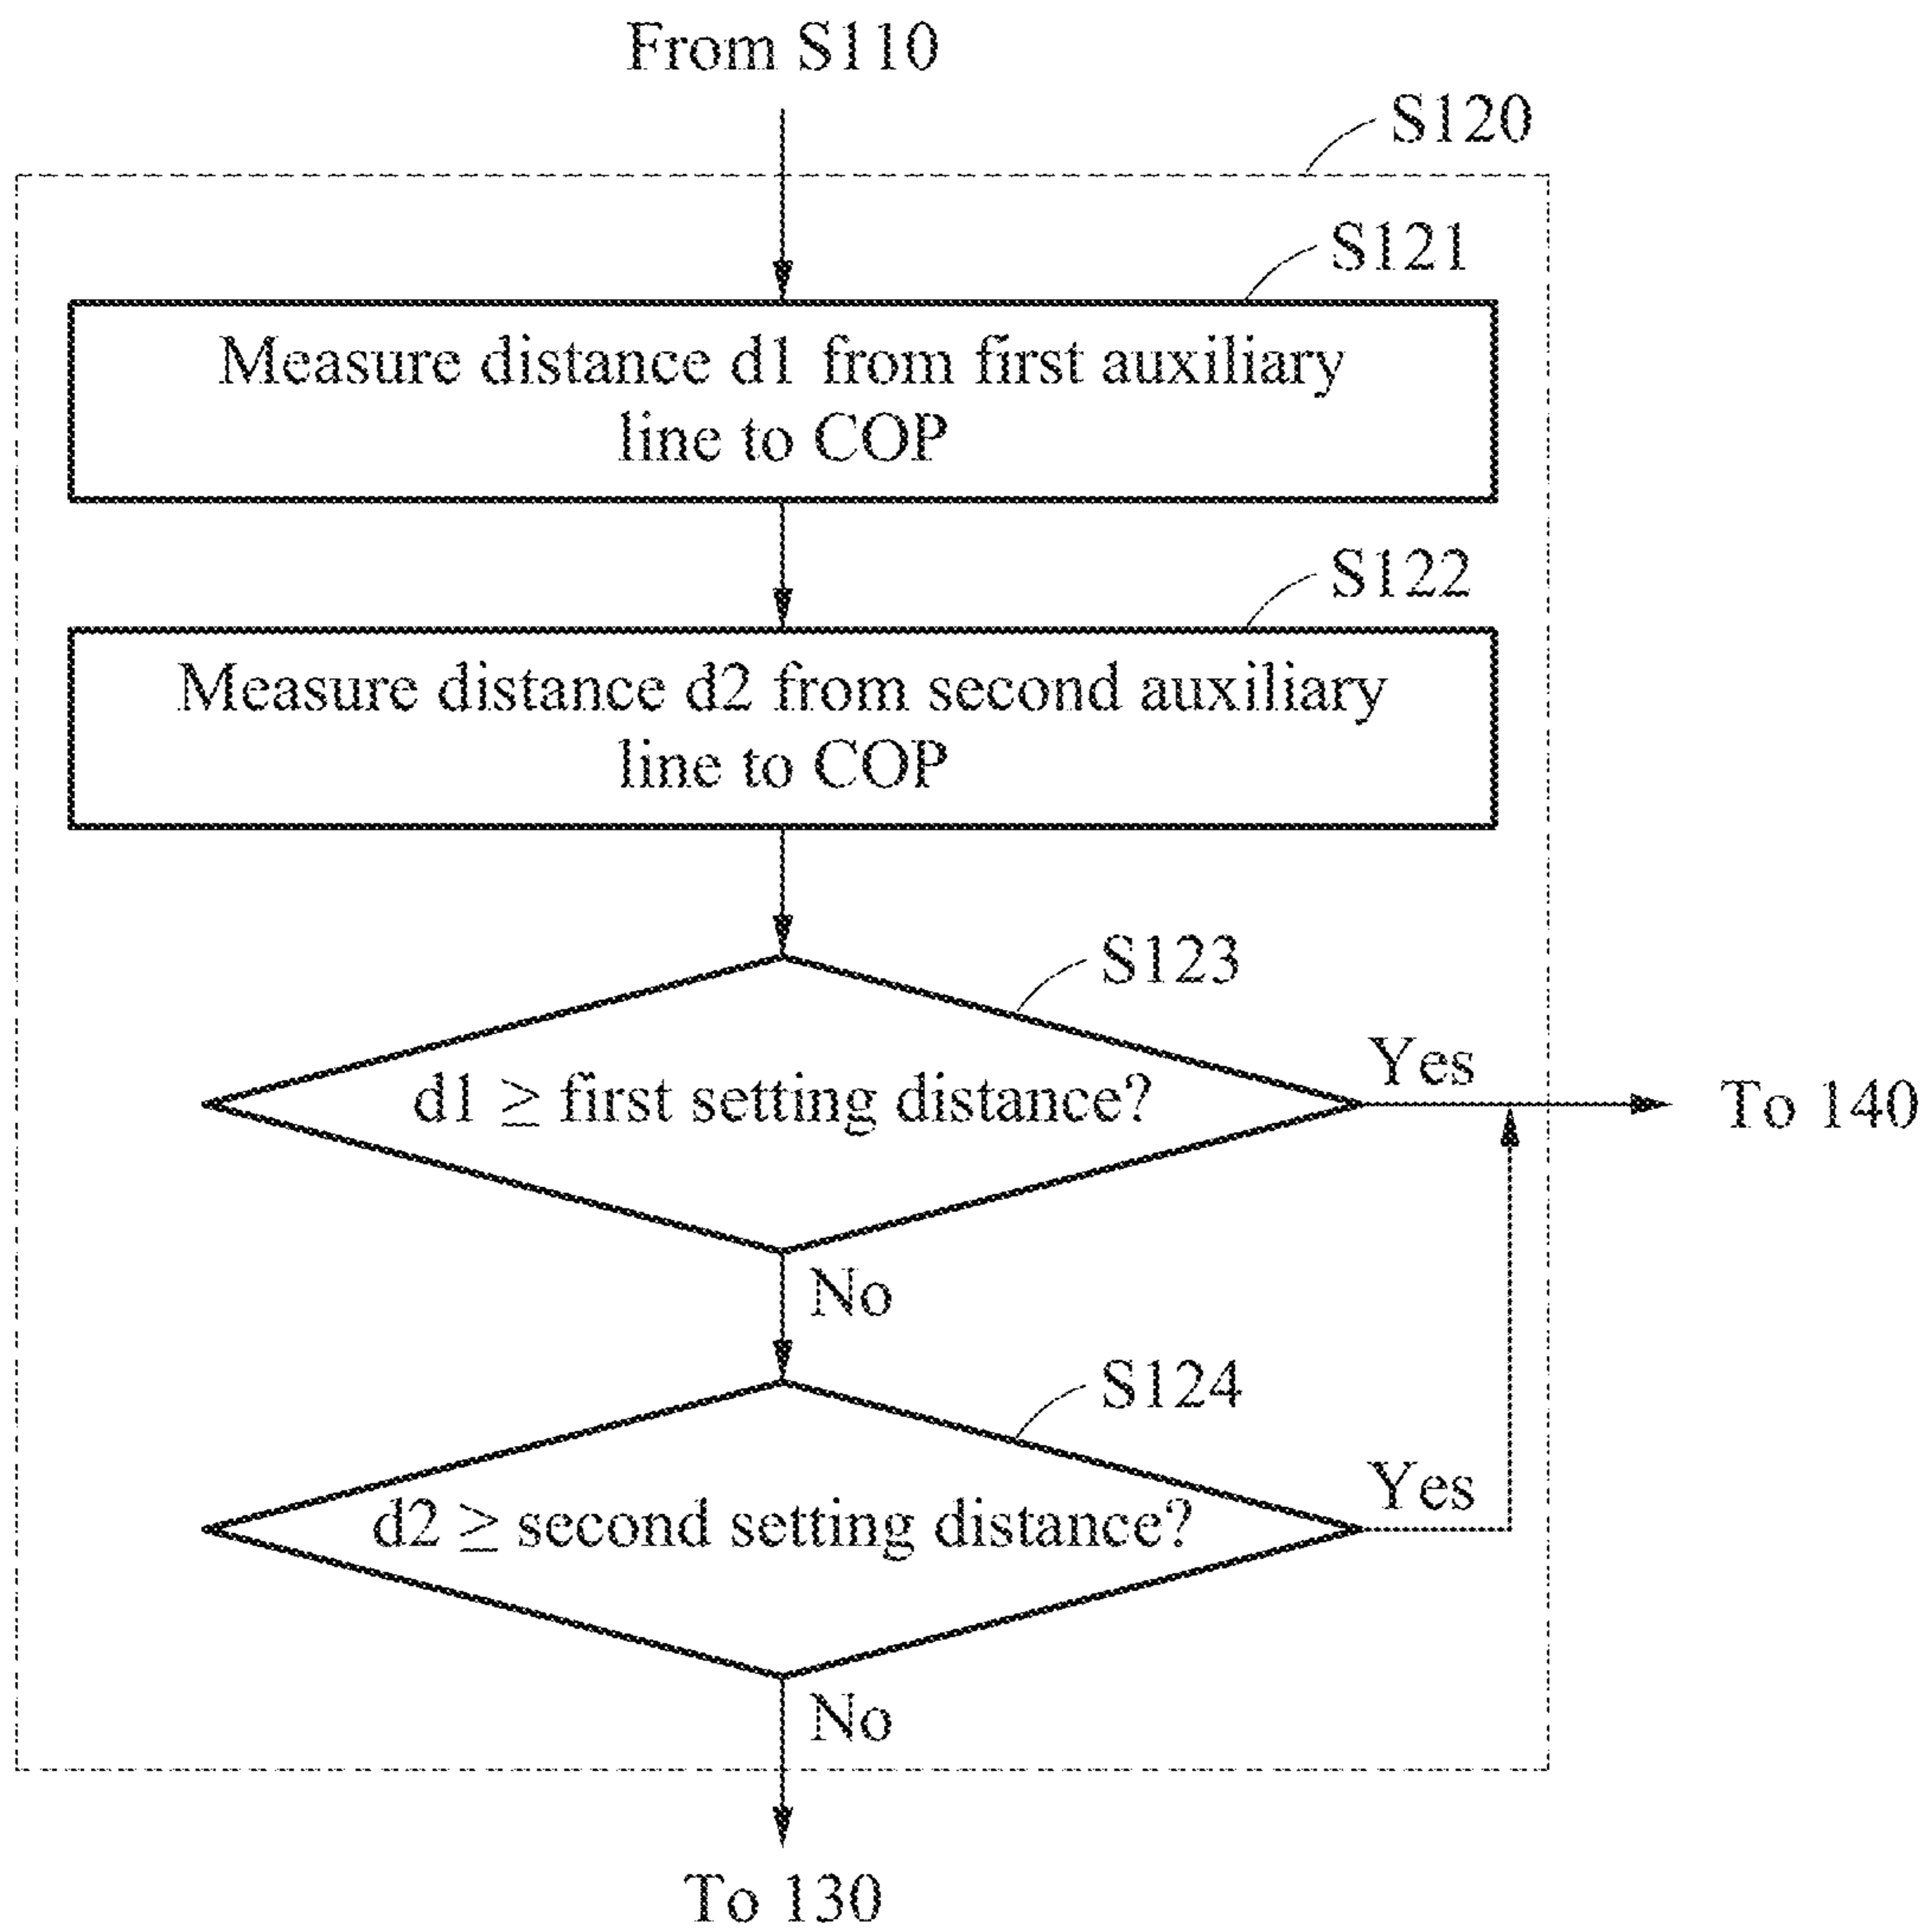 From S110
S120
S121
Measure distance d1 from first auxiliary
line to COP
S122
Measure distance d2 from second auxiliary
line to COP
S123
d1 ≥ first setting distance?
Yes
To 140
No
S124
d2 ≥ second setting distance?
Yes
No
To 130